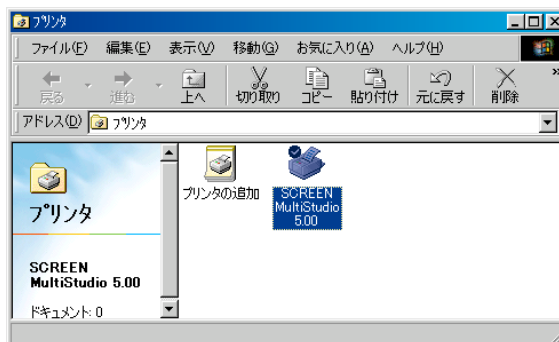 プリンタ
ファイル(F) 編集(E) 表示(V) 移動(G) お気に入り(A) ヘルプ(H)
戻る 進む 上へ 切り取り コピー 貼り付け 元に戻す 削除 »
アドレス(D) プリンタ
プリンタ
SCREEN
MultiStudio 5.00
ドキュメント: 0
プリンタの追加
SCREEN
MultiStudio
5.00